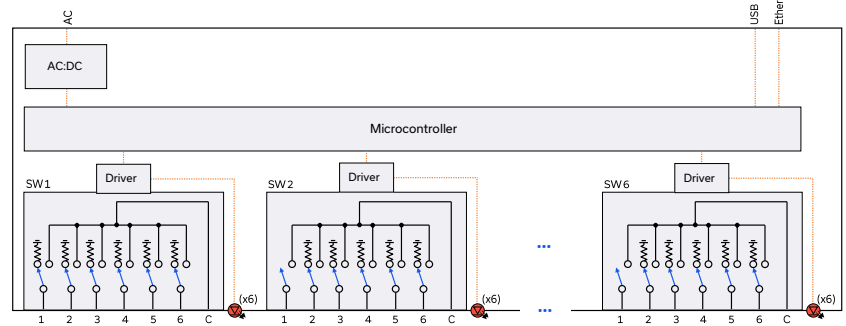 AC
USB
Ether
AC:DC
Microcontroller
Driver
Driver
Driver
SW1
SW2
SW6
...
(x6)
(x6)
(x6)
...
1 2 3 4 5 6 C
1 2 3 4 5 6 C
1 2 3 4 5 6 C